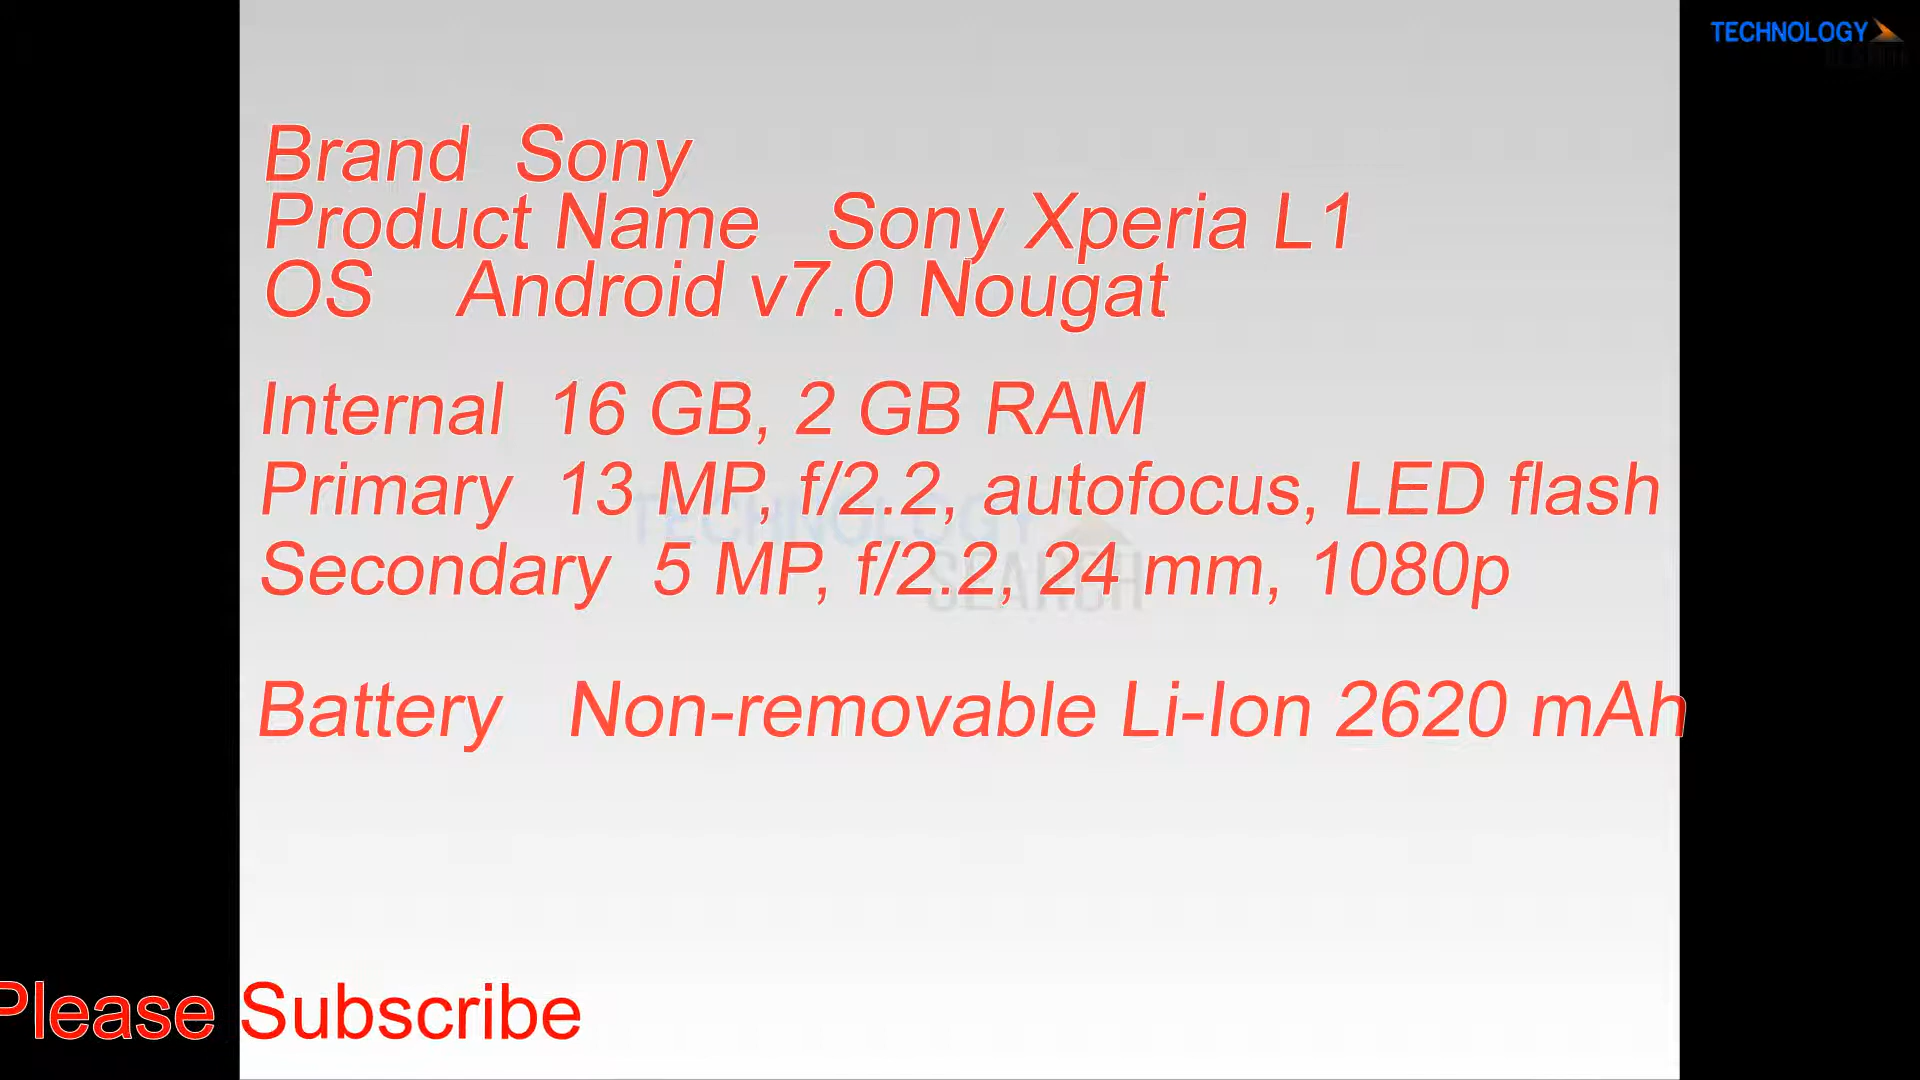 TECHNOLOGY
Brand Sony
Product Name Sony Xperia L1
OS Android v7.0 Nougat
Internal 16 GB, 2 GB RAM
Primary 13 MP, f/2.2, autofocus, LED flash
TECHNOLOGY
Secondary 5 MP, f/2.2, 24 mm, 1080p
SEARCH
Battery Non-removable Li-Ion 2620 mAh
Please Subscribe